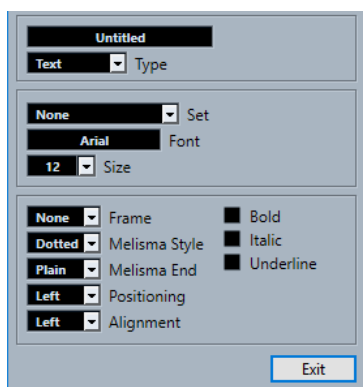 Untitled
Text Type
None Set
Arial Font
12 Size
None Frame Bold
Dotted Melisma Style Italic
Plain Melisma End Underline
Left Positioning
Left Alignment
Exit